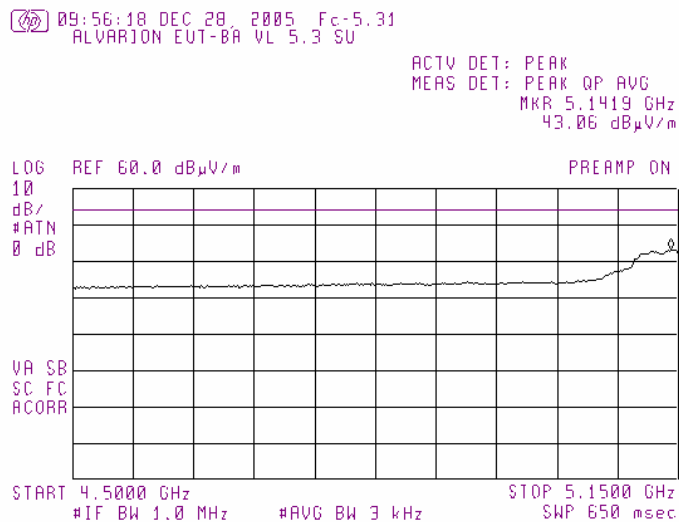 hp 09:56:18 DEC 28, 2005 Fc-5.31
ALVARION EUT-BA VL 5.3 SU
ACTV DET: PEAK
MEAS DET: PEAK QP AVG
MKR 5.1419 GHz
43.06 dBµV/m
LOG REF 60.0 dBµV/m PREAMP ON
10
dB/
#ATN
0 dB
VA SB
SC FC
ACORR
START 4.5000 GHz STOP 5.1500 GHz
#IF BW 1.0 MHz #AVG BW 3 kHz SWP 650 msec